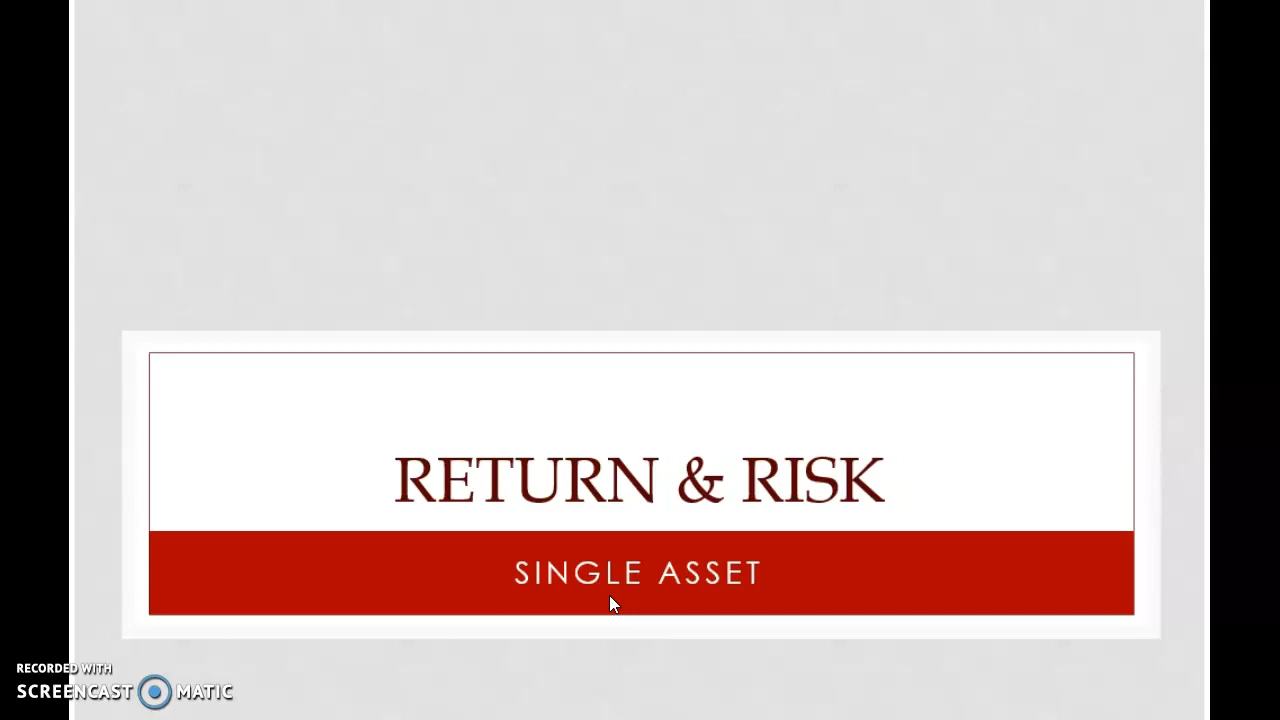 RETURN & RISK
SINGLE ASSET
RECORDED WITH
SCREENCAST MATIC